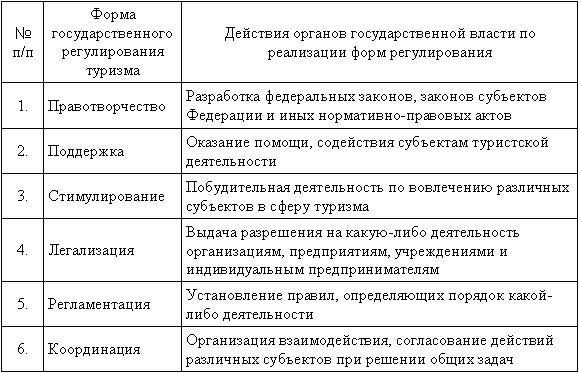 №
п/п
Форма
государственного
регулирования
туризма
Действия органов государственной власти по
реализации форм регулирования
1.
Правотворчество
Разработка федеральных законов, законов субъектов
Федерации и иных нормативно-правовых актов
2.
Поддержка
Оказание помощи, содействия субъектам туристской
деятельности
3.
Стимулирование
Побудительная деятельность по вовлечению различных
субъектов в сферу туризма
4.
Легализация
Выдача разрешения на какую-либо деятельность
организациям, предприятиям, учреждениями и
индивидуальным предпринимателям
5.
Регламентация
Установление правил, определяющих порядок какой-
либо деятельности
6.
Координация
Организация взаимодействия, согласование действий
различных субъектов при решении общих задач